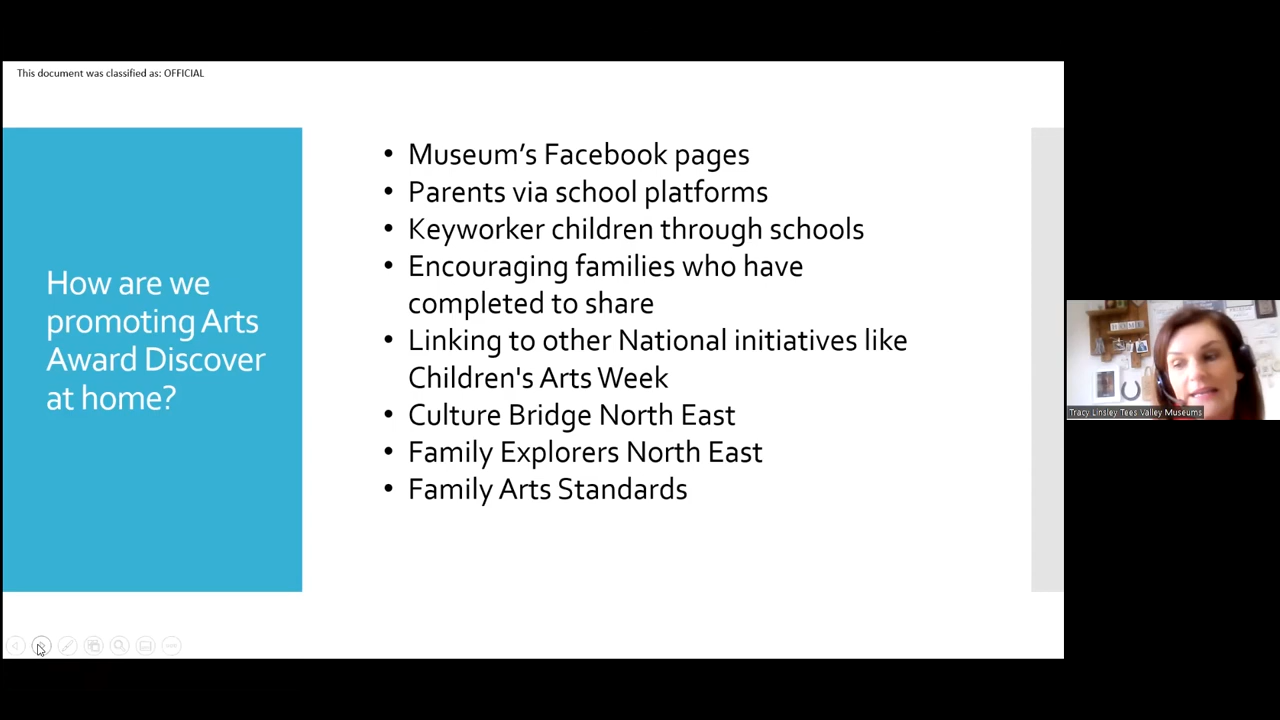 This document was classified as: OFFICIAL
How are we
promoting Arts
Award Discover
at home?
• Museum's Facebook pages
• Parents via school platforms
• Keyworker children through schools
• Encouraging families who have
completed to share
• Linking to other National initiatives like
Children's Arts Week
• Culture Bridge North East
• Family Explorers North East
• Family Arts Standards
HOME
Tracy Linsley Tees Valley Museums